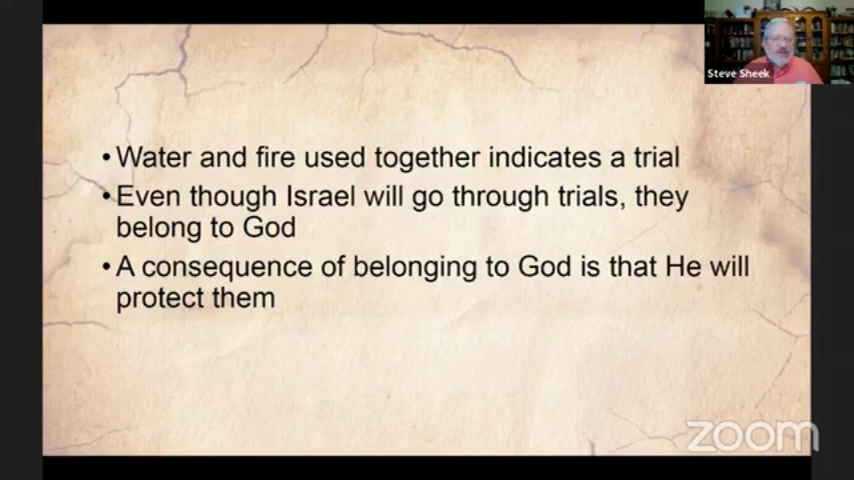 Steve Sheek
• Water and fire used together indicates a trial
• Even though Israel will go through trials, they
belong to God
• A consequence of belonging to God is that He will
protect them
zoom